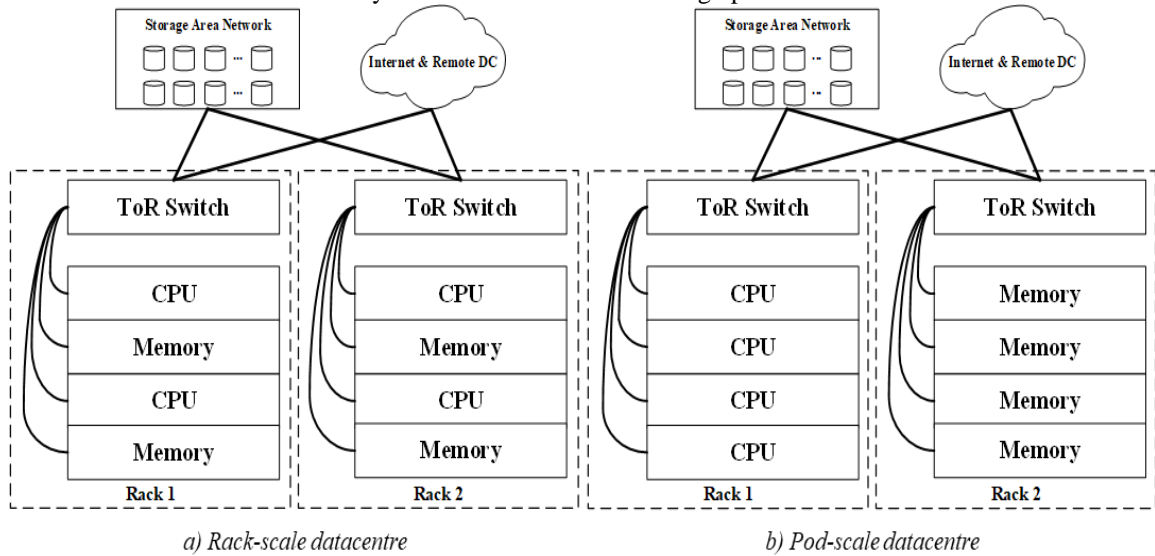 Storage Area Network
...
...
Internet & Remote DC
ToR Switch
CPU
Memory
CPU
Memory
Rack 1
ToR Switch
CPU
Memory
CPU
Memory
Rack 2
a) Rack-scale datacentre
Storage Area Network
...
...
Internet & Remote DC
ToR Switch
CPU
CPU
CPU
CPU
Rack 1
ToR Switch
Memory
Memory
Memory
Memory
Rack 2
b) Pod-scale datacentre